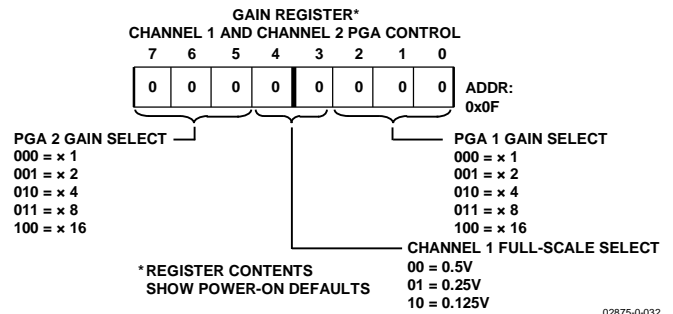 GAIN REGISTER*
CHANNEL 1 AND CHANNEL 2 PGA CONTROL
7 6 5 4 3 2 1 0
0 0 0 0 0 0 0 0
ADDR:
0x0F
PGA 2 GAIN SELECT
000 = × 1
001 = × 2
010 = × 4
011 = × 8
100 = × 16
PGA 1 GAIN SELECT
000 = × 1
001 = × 2
010 = × 4
011 = × 8
100 = × 16
CHANNEL 1 FULL-SCALE SELECT
00 = 0.5V
01 = 0.25V
10 = 0.125V
*REGISTER CONTENTS
SHOW POWER-ON DEFAULTS
02875-0-032